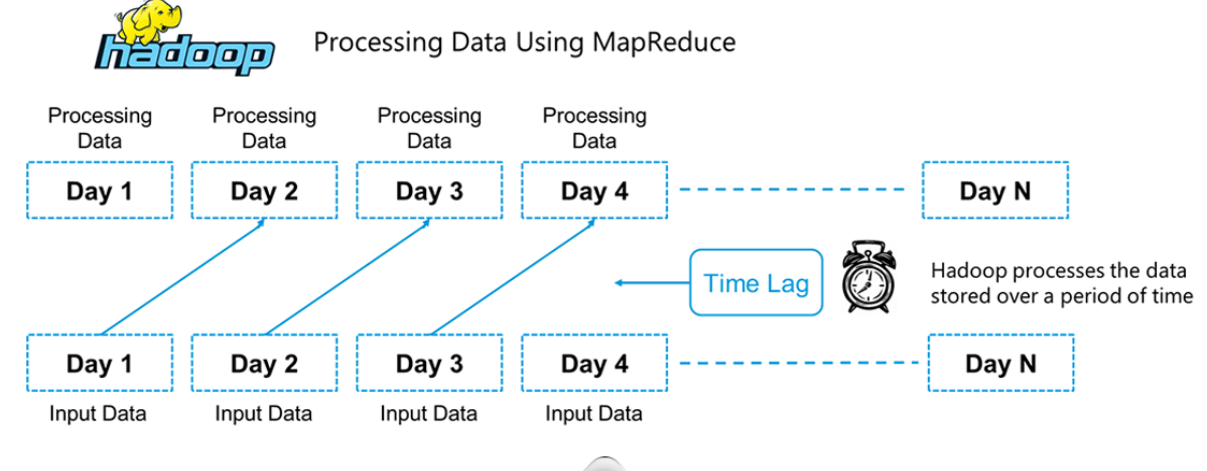 hadoop
Processing Data Using MapReduce
Processing
Data
Processing
Data
Processing
Data
Processing
Data
Day 1
Day 2
Day 3
Day 4
Day N
Time Lag
Hadoop processes the data
stored over a period of time
Day 1
Day 2
Day 3
Day 4
Day N
Input Data
Input Data
Input Data
Input Data